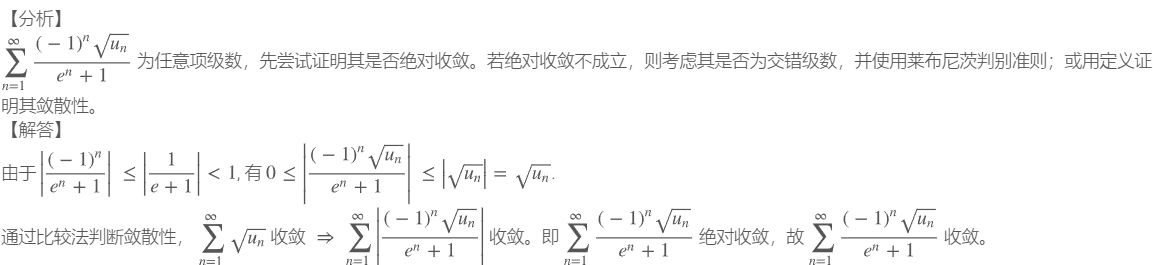 【分析】
$\sum_{n=1}^{\infty} \frac{(-1)^n \sqrt{u_n}}{e^n+1}$ 为任意项级数，先尝试证明其是否绝对收敛。若绝对收敛不成立，则考虑其是否为交错级数，并使用莱布尼茨判别准则；或用定义证
明其敛散性。
【解答】
由于 $\left|\frac{(-1)^n}{e^n+1}\right| \leq \left|\frac{1}{e+1}\right| < 1$, 有 $0 \leq \left|\frac{(-1)^n \sqrt{u_n}}{e^n+1}\right| \leq \left|\sqrt{u_n}\right| = \sqrt{u_n}$.
通过比较法判断敛散性， $\sum_{n=1}^{\infty} \sqrt{u_n}$ 收敛 $\Rightarrow$ $\sum_{n=1}^{\infty} \left|\frac{(-1)^n \sqrt{u_n}}{e^n+1}\right|$ 收敛。即 $\sum_{n=1}^{\infty} \frac{(-1)^n \sqrt{u_n}}{e^n+1}$ 绝对收敛，故 $\sum_{n=1}^{\infty} \frac{(-1)^n \sqrt{u_n}}{e^n+1}$ 收敛。